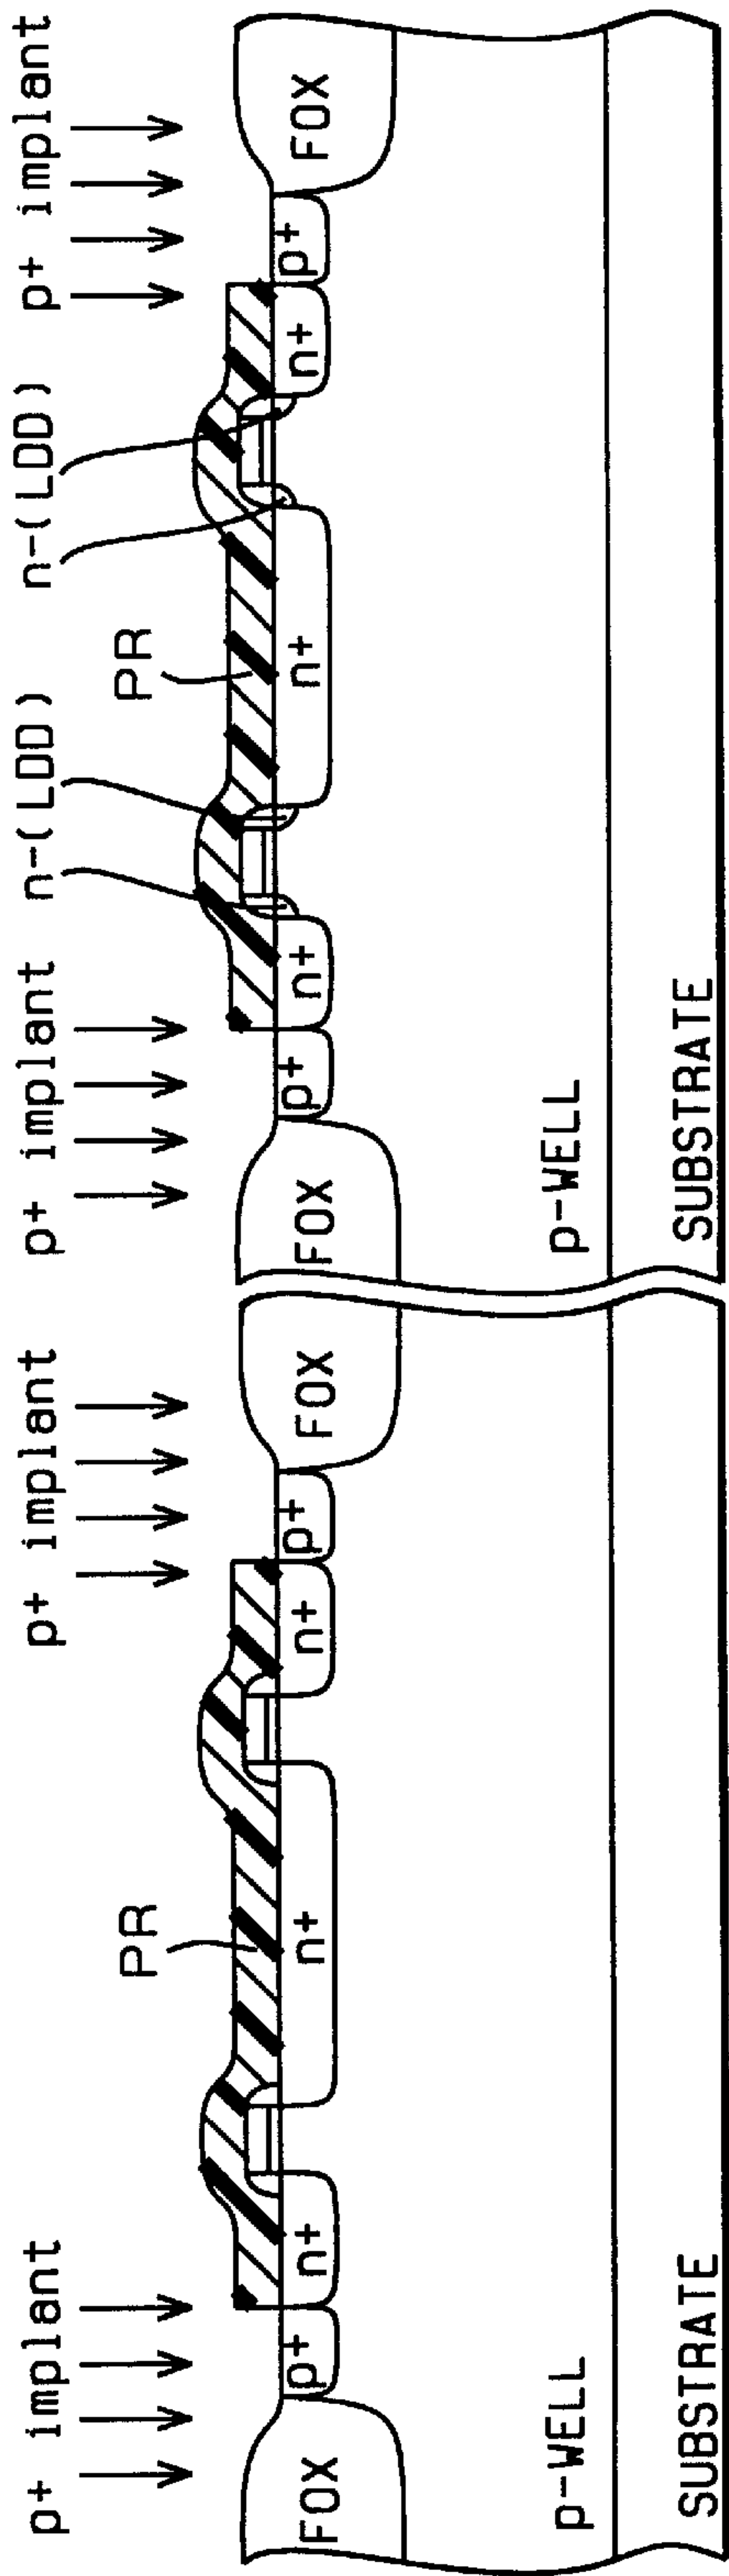 p+ implant
p+ implant
p+ implant
p+ implant
n-(LDD)
n-(LDD)
PR
PR
FOX
p+
n+
n+
n+
p+
FOX
FOX
p+
n+
n+
n+
p+
FOX
p-WELL
p-WELL
SUBSTRATE
SUBSTRATE